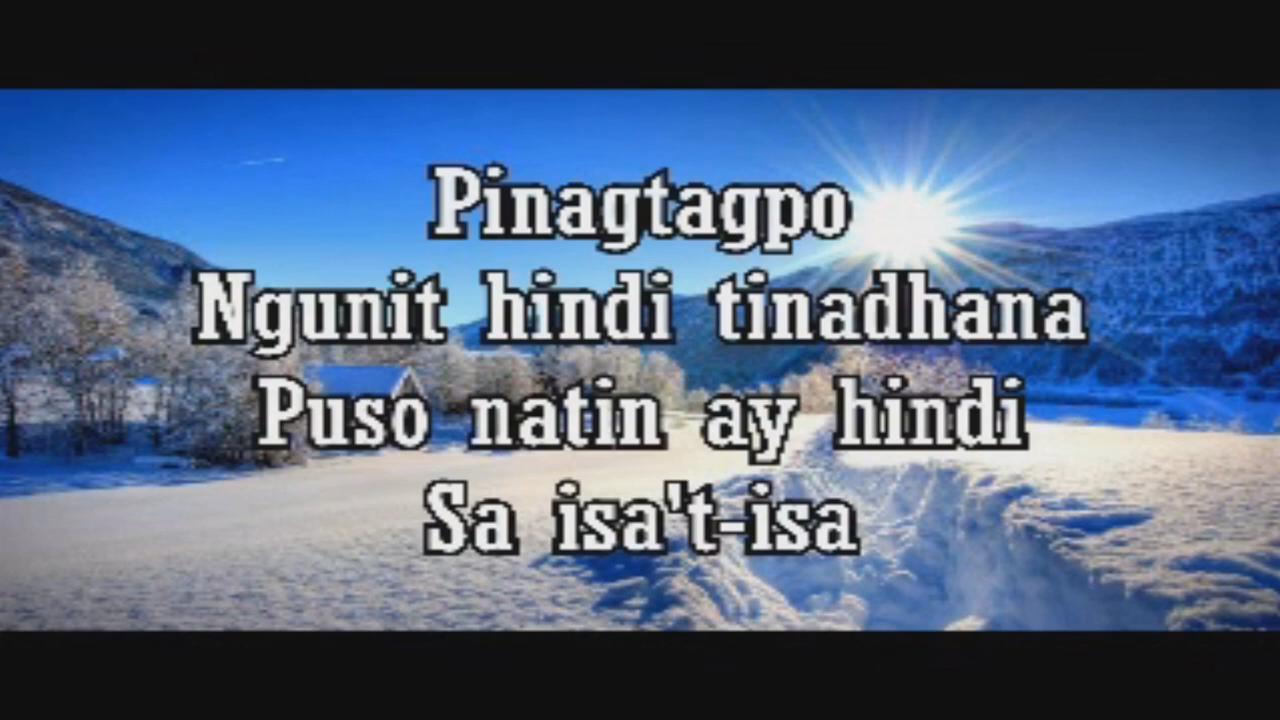 Pinagtagpo
Ngunit hindi tinadhana
Puso natin ay hindi
Sa isa't-isa